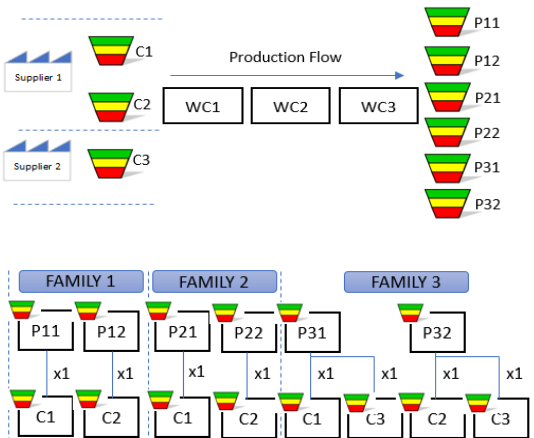 P11
C1
Production Flow
P12
Supplier 1
P21
C2
WC1 WC2 WC3
P22
C3
Supplier 2
P31
P32
FAMILY 1 FAMILY 2 FAMILY 3
P11 P12 P21 P22 P31 P32
x1 x1 x1 x1 x1 x1 x1 x1
C1 C2 C1 C2 C1 C3 C2 C3